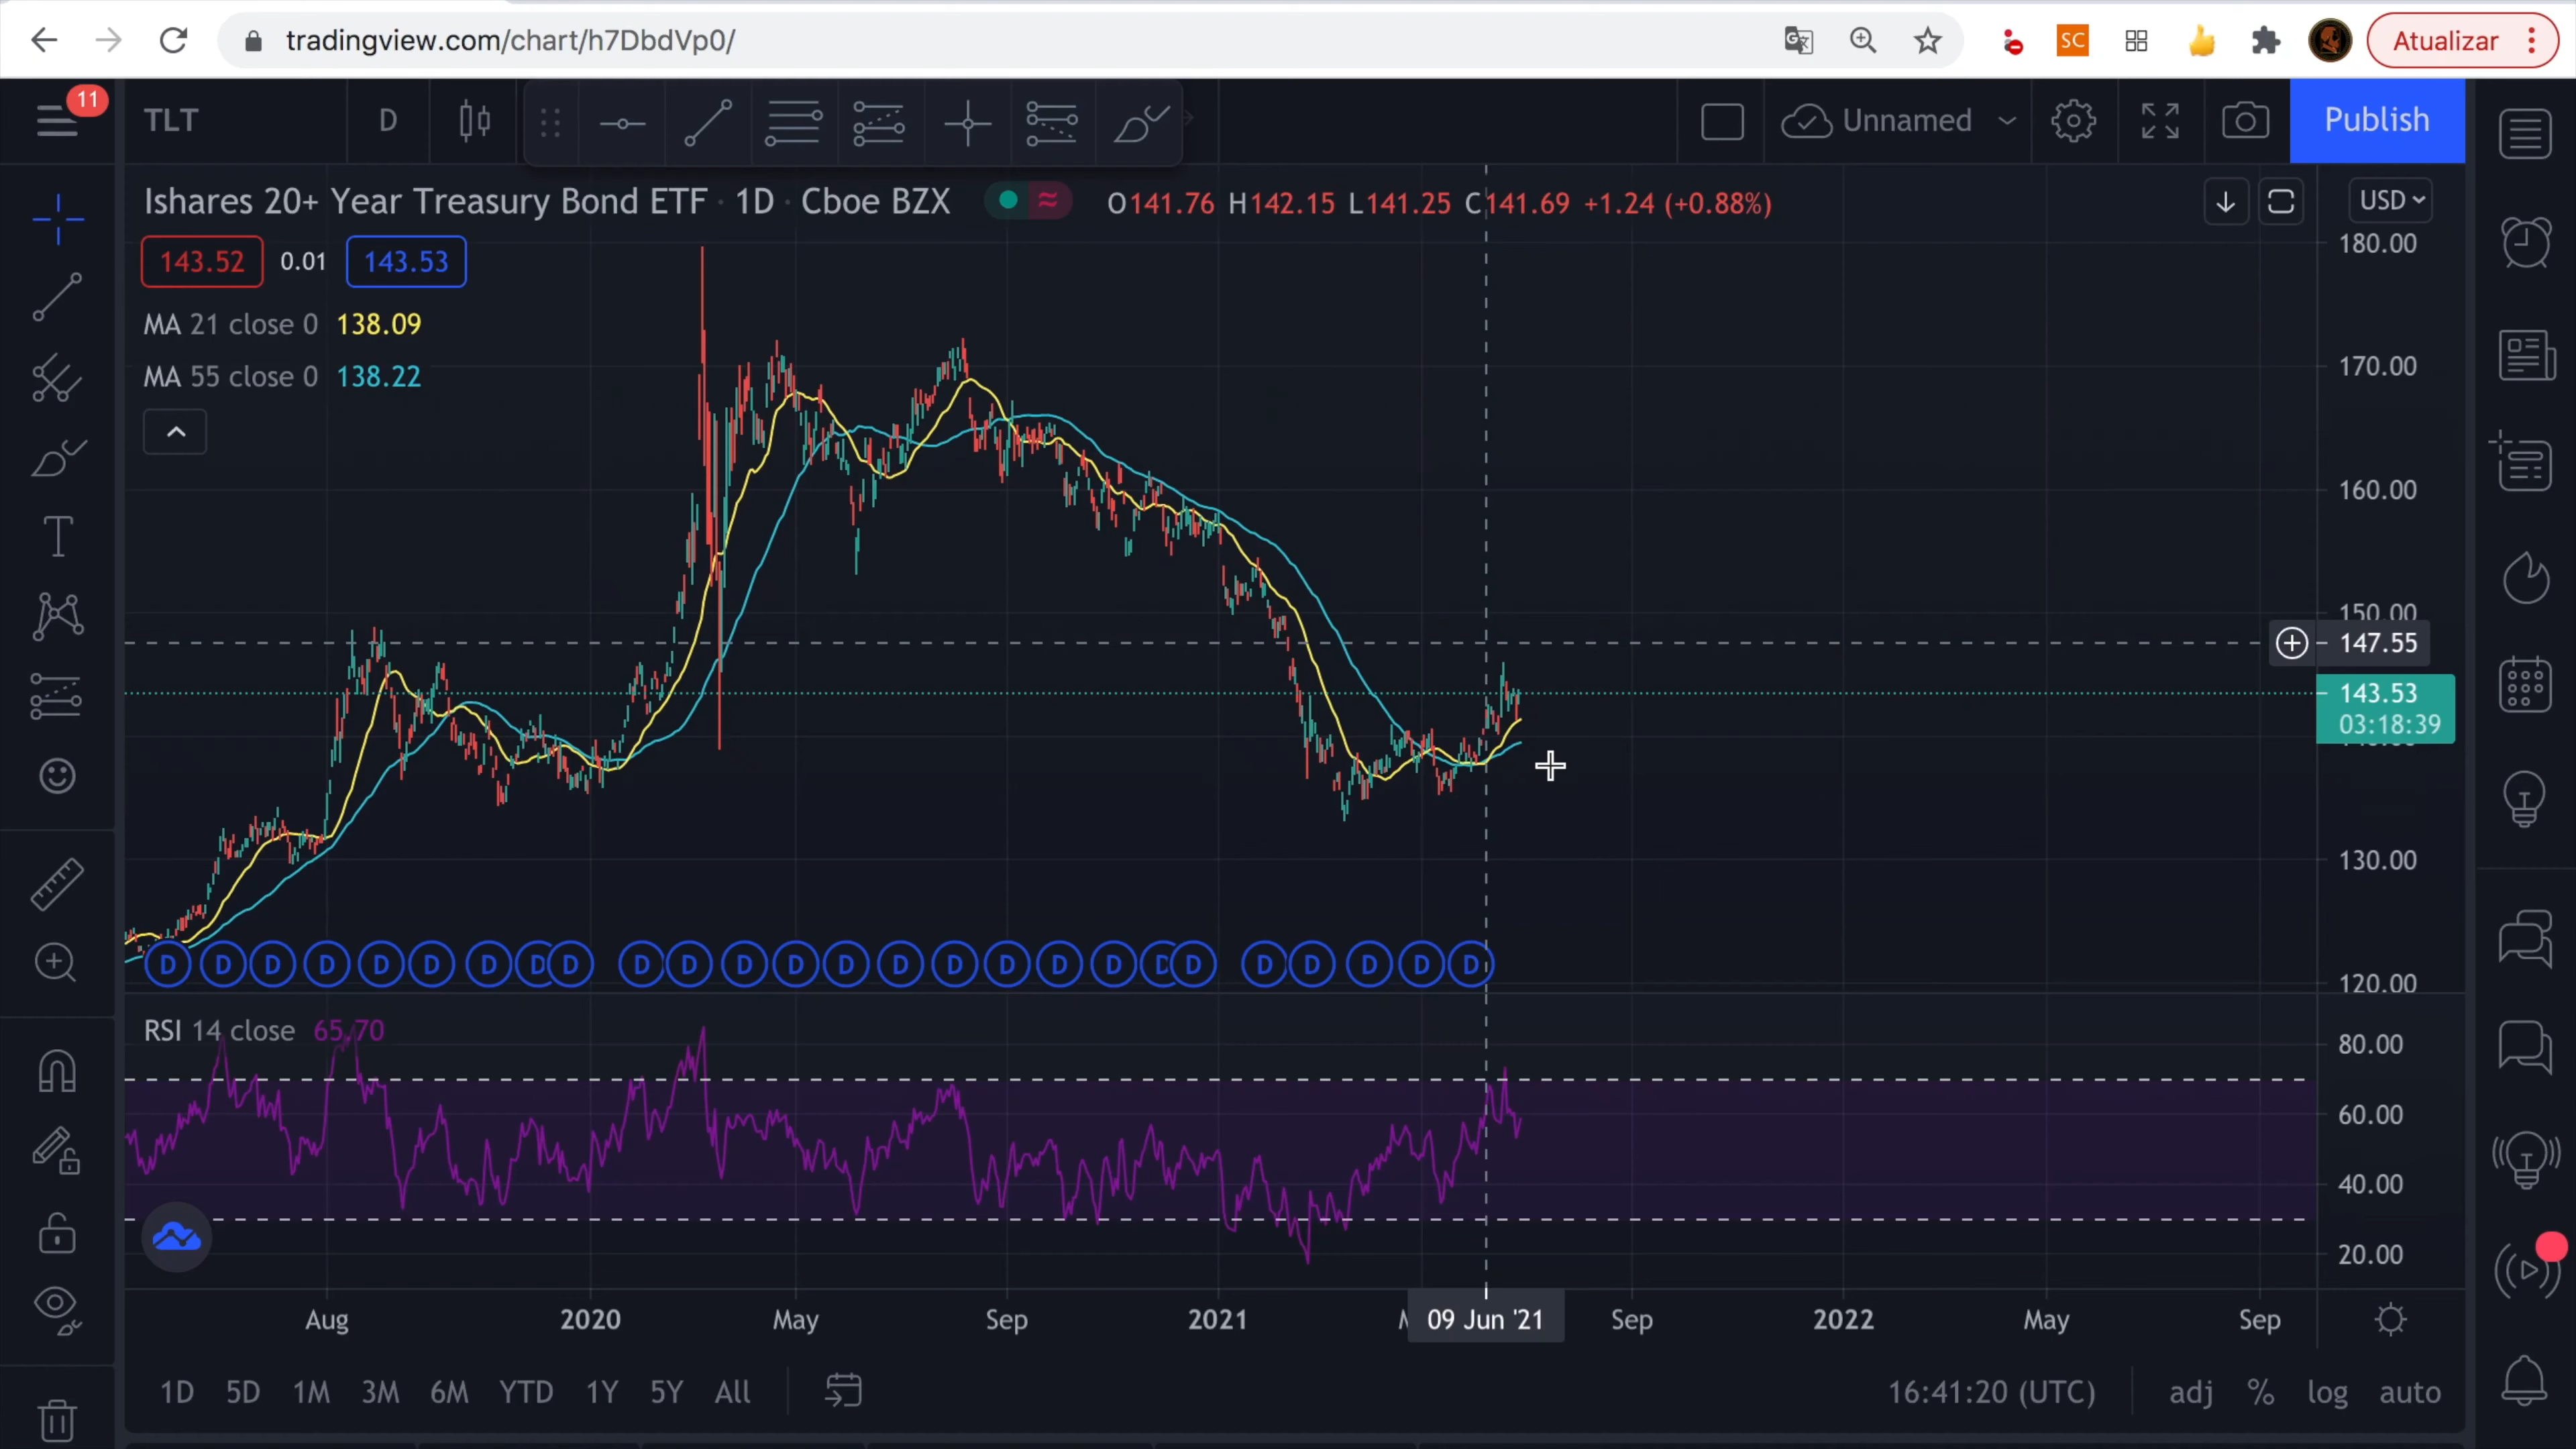 tradingview.com/chart/h7DbdVp0/
SC
Atualizar
11
TLT
D
Unnamed
Publish
Ishares 20+ Year Treasury Bond ETF · 1D · Cboe BZX
O141.76 H142.15 L141.25 C141.69 +1.24 (+0.88%)
USD
143.52 0.01 143.53
MA 21 close 0 138.09
MA 55 close 0 138.22
180.00
170.00
160.00
150.00
147.55
143.53
03:18:39
130.00
120.00
D D D D D D D D D D D D D D D D D D D D D D D D D D
RSI 14 close 65.70
80.00
60.00
40.00
20.00
Aug 2020 May Sep 2021 09 Jun '21 Sep 2022 May Sep
1D 5D 1M 3M 6M YTD 1Y 5Y All
16:41:20 (UTC) adj % log auto